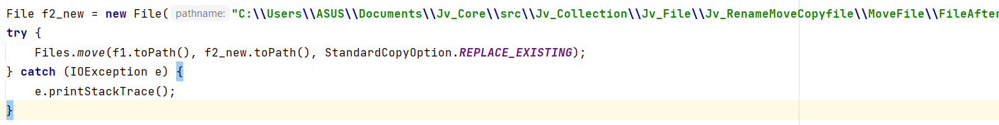 File f2_new = new File( pathname: "C:\\Users\\ASUS\\Documents\\Jv_Core\\src\\Jv_Collection\\Jv_File\\Jv_RenameMoveCopyfile\\MoveFile\\FileAfter
try {
    Files.move(f1.toPath(), f2_new.toPath(), StandardCopyOption.REPLACE_EXISTING);
} catch (IOException e) {
    e.printStackTrace();
}